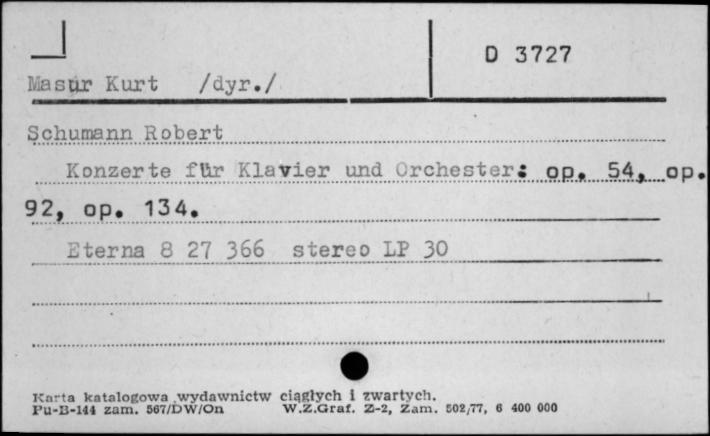 D 3727
Masur Kurt /dyr./
Schumann Robert
Konzerte für Klavier und Orchester: op. 54, op.
92, op. 134.
Eterna 8 27 366 stereo LP 30
Karta katalogowa wydawnictw ciągłych i zwartych.
Pu-B-144 zam. 567/DW/On W.Z.Graf. Z-2, Zam. 502/77, 6 400 000